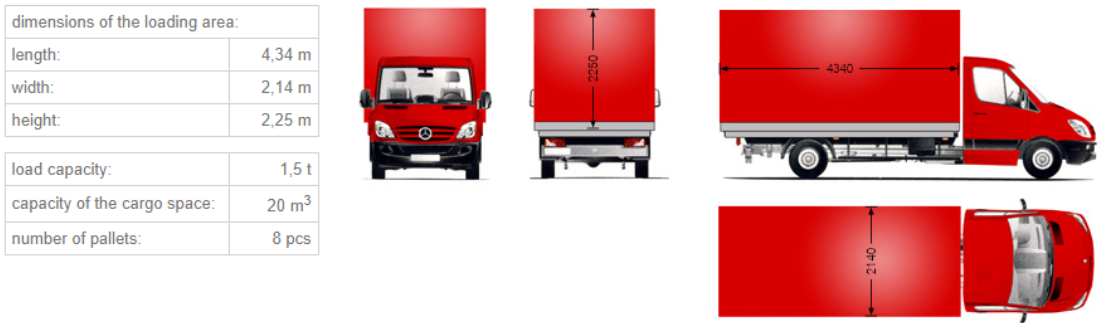 dimensions of the loading area:
length: 4,34 m
width: 2,14 m
height: 2,25 m
load capacity: 1,5 t
capacity of the cargo space: 20 m³
number of pallets: 8 pcs
2250
4340
2140